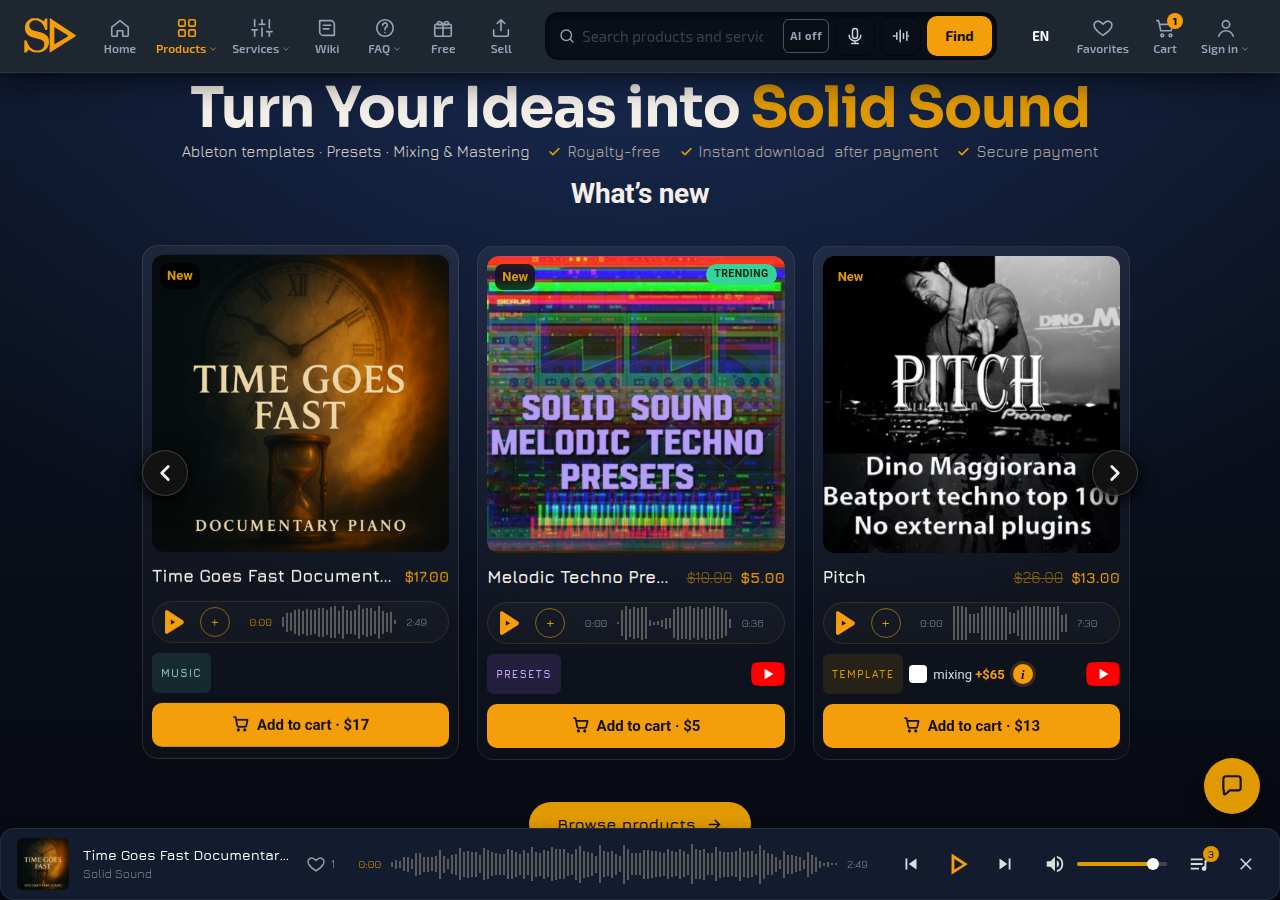 Home
Products
Services
Wiki
FAQ
Free
Sell
Search products and servic
AI off
Find
EN
Favorites
1
Cart
Sign in
Turn Your Ideas into Solid Sound
Ableton templates · Presets · Mixing & Mastering
Royalty-free
Instant download after payment
Secure payment
What's new
New
TIME GOES
FAST
DOCUMENTARY PIANO
Time Goes Fast Document...
$17.00
+
0:00
2:49
MUSIC
Add to cart · $17
New
TRENDING
SERUM
SOLID SOUND
MELODIC TECHNO
PRESETS
Melodic Techno Pre...
$10.00
$5.00
+
0:00
0:36
PRESETS
Add to cart · $5
New
DINO M
PITCH
Pioneer
Dino Maggiorana
Beatport techno top 100
No external plugins
Pitch
$26.00
$13.00
+
0:00
7:30
TEMPLATE
mixing +$65
i
Add to cart · $13
Browse products
TIME GOES
FAST
Time Goes Fast Documentar...
Solid Sound
1
0:00
2:49
3